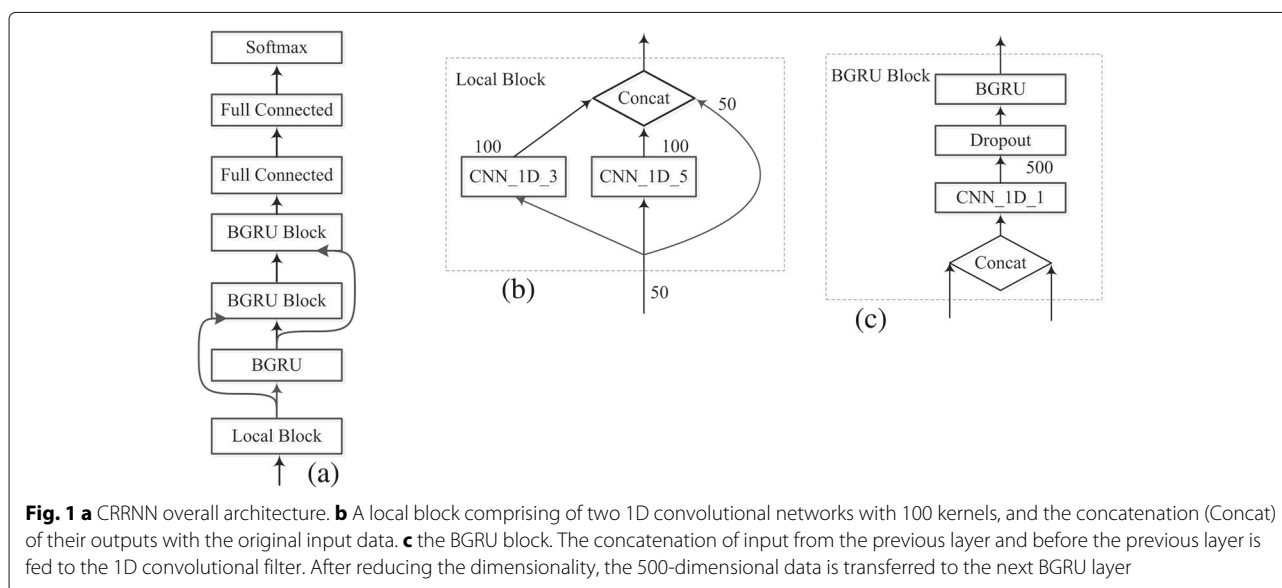 Softmax
Full Connected
Full Connected
BGRU Block
BGRU Block
BGRU
Local Block
(a)
Local Block
Concat
50
100
100
CNN_1D_3
CNN_1D_5
50
(b)
BGRU Block
BGRU
Dropout
500
CNN_1D_1
Concat
(c)
Fig. 1 a CRRNN overall architecture. b A local block comprising of two 1D convolutional networks with 100 kernels, and the concatenation (Concat)
of their outputs with the original input data. c the BGRU block. The concatenation of input from the previous layer and before the previous layer is
fed to the 1D convolutional filter. After reducing the dimensionality, the 500-dimensional data is transferred to the next BGRU layer